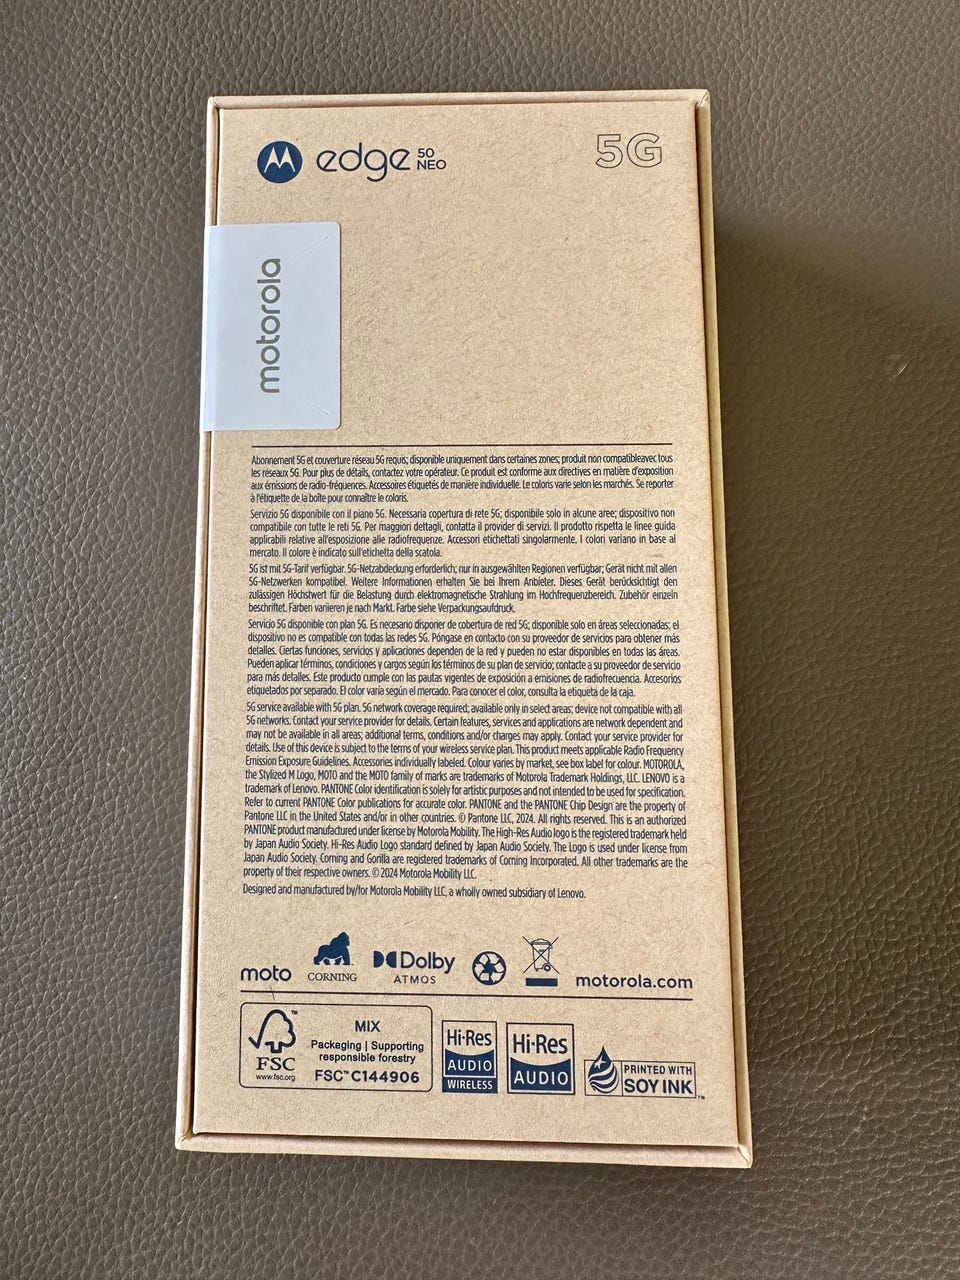 edge 50 NEO
5G
motorola
Abonnement 5G et couverture réseau 5G requis; disponible uniquement dans certaines zones; produit non compatibleavec tous
les réseaux 5G. Pour plus de détails, contactez votre opérateur. Ce produit est conforme aux directives en matière d'exposition
aux émissions de radio-fréquences. Accessoires étiquetés de manière individuelle. Le coloris varie selon les marchés. Se reporter
à l'étiquette de la boîte pour connaître le coloris.
Servizio 5G disponibile con il piano 5G. Necessaria copertura di rete 5G; disponibile solo in alcune aree; dispositivo non
compatibile con tutte le reti 5G. Per maggiori dettagli, contatta il provider di servizi. Il prodotto rispetta le linee guida
applicabili relative all'esposizione alle radiofrequenze. Accessori etichettati singolarmente. I colori variano in base al
mercato. Il colore è indicato sull'etichetta della scatola.
5G ist mit 5G-Tarif verfügbar. 5G-Netzabdeckung erforderlich; nur in ausgewählten Regionen verfügbar; Gerät nicht mit allen
5G-Netzwerken kompatibel. Weitere Informationen erhalten Sie bei Ihrem Anbieter. Dieses Gerät berücksichtigt den
zulässigen Höchstwert für die Belastung durch elektromagnetische Strahlung im Hochfrequenzbereich. Zubehör einzeln
beschriftet. Farben variieren je nach Markt. Farbe siehe Verpackungsaufdruck.
Servicio 5G disponible con plan 5G. Es necesario disponer de cobertura de red 5G; disponible solo en áreas seleccionadas; el
dispositivo no es compatible con todas las redes 5G. Póngase en contacto con su proveedor de servicios para obtener más
detalles. Ciertas funciones, servicios y aplicaciones dependen de la red y pueden no estar disponibles en todas las áreas.
Pueden aplicar términos, condiciones y cargos según los términos de su plan de servicio; contacte a su proveedor de servicio
para más detalles. Este producto cumple con las pautas vigentes de exposición a emisiones de radiofrecuencia. Accesorios
etiquetados por separado. El color varía según el mercado. Para conocer el color, consulta la etiqueta de la caja.
5G service available with 5G plan. 5G network coverage required; available only in select areas; device not compatible with all
5G networks. Contact your service provider for details. Certain features, services and applications are network dependent and
may not be available in all areas; additional terms, conditions and/or charges may apply. Contact your service provider for
details. Use of this device is subject to the terms of your wireless service plan. This product meets applicable Radio Frequency
Emission Exposure Guidelines. Accessories individually labeled. Colour varies by market, see box label for colour. MOTOROLA,
the Stylized M Logo, MOTO and the MOTO family of marks are trademarks of Motorola Trademark Holdings, LLC. LENOVO is a
trademark of Lenovo. PANTONE Color identification is solely for artistic purposes and not intended to be used for specification.
Refer to current PANTONE Color publications for accurate color. PANTONE and the PANTONE Chip Design are the property of
Pantone LLC in the United States and/or in other countries. © Pantone LLC, 2024. All rights reserved. This is an authorized
PANTONE product manufactured under license by Motorola Mobility. The High-Res Audio logo is the registered trademark held
by Japan Audio Society. Hi-Res Audio Logo standard defined by Japan Audio Society. The Logo is used under license from
Japan Audio Society. Corning and Gorilla are registered trademarks of Corning Incorporated. All other trademarks are the
property of their respective owners. © 2024 Motorola Mobility LLC.
Designed and manufactured by/for Motorola Mobility LLC, a wholly owned subsidiary of Lenovo.
moto
CORNING
Dolby
ATMOS
motorola.com
FSC
www.fsc.org
MIX
Packaging | Supporting
responsible forestry
FSC™ C144906
Hi-Res
AUDIO
WIRELESS
Hi-Res
AUDIO
PRINTED WITH
SOY INK™